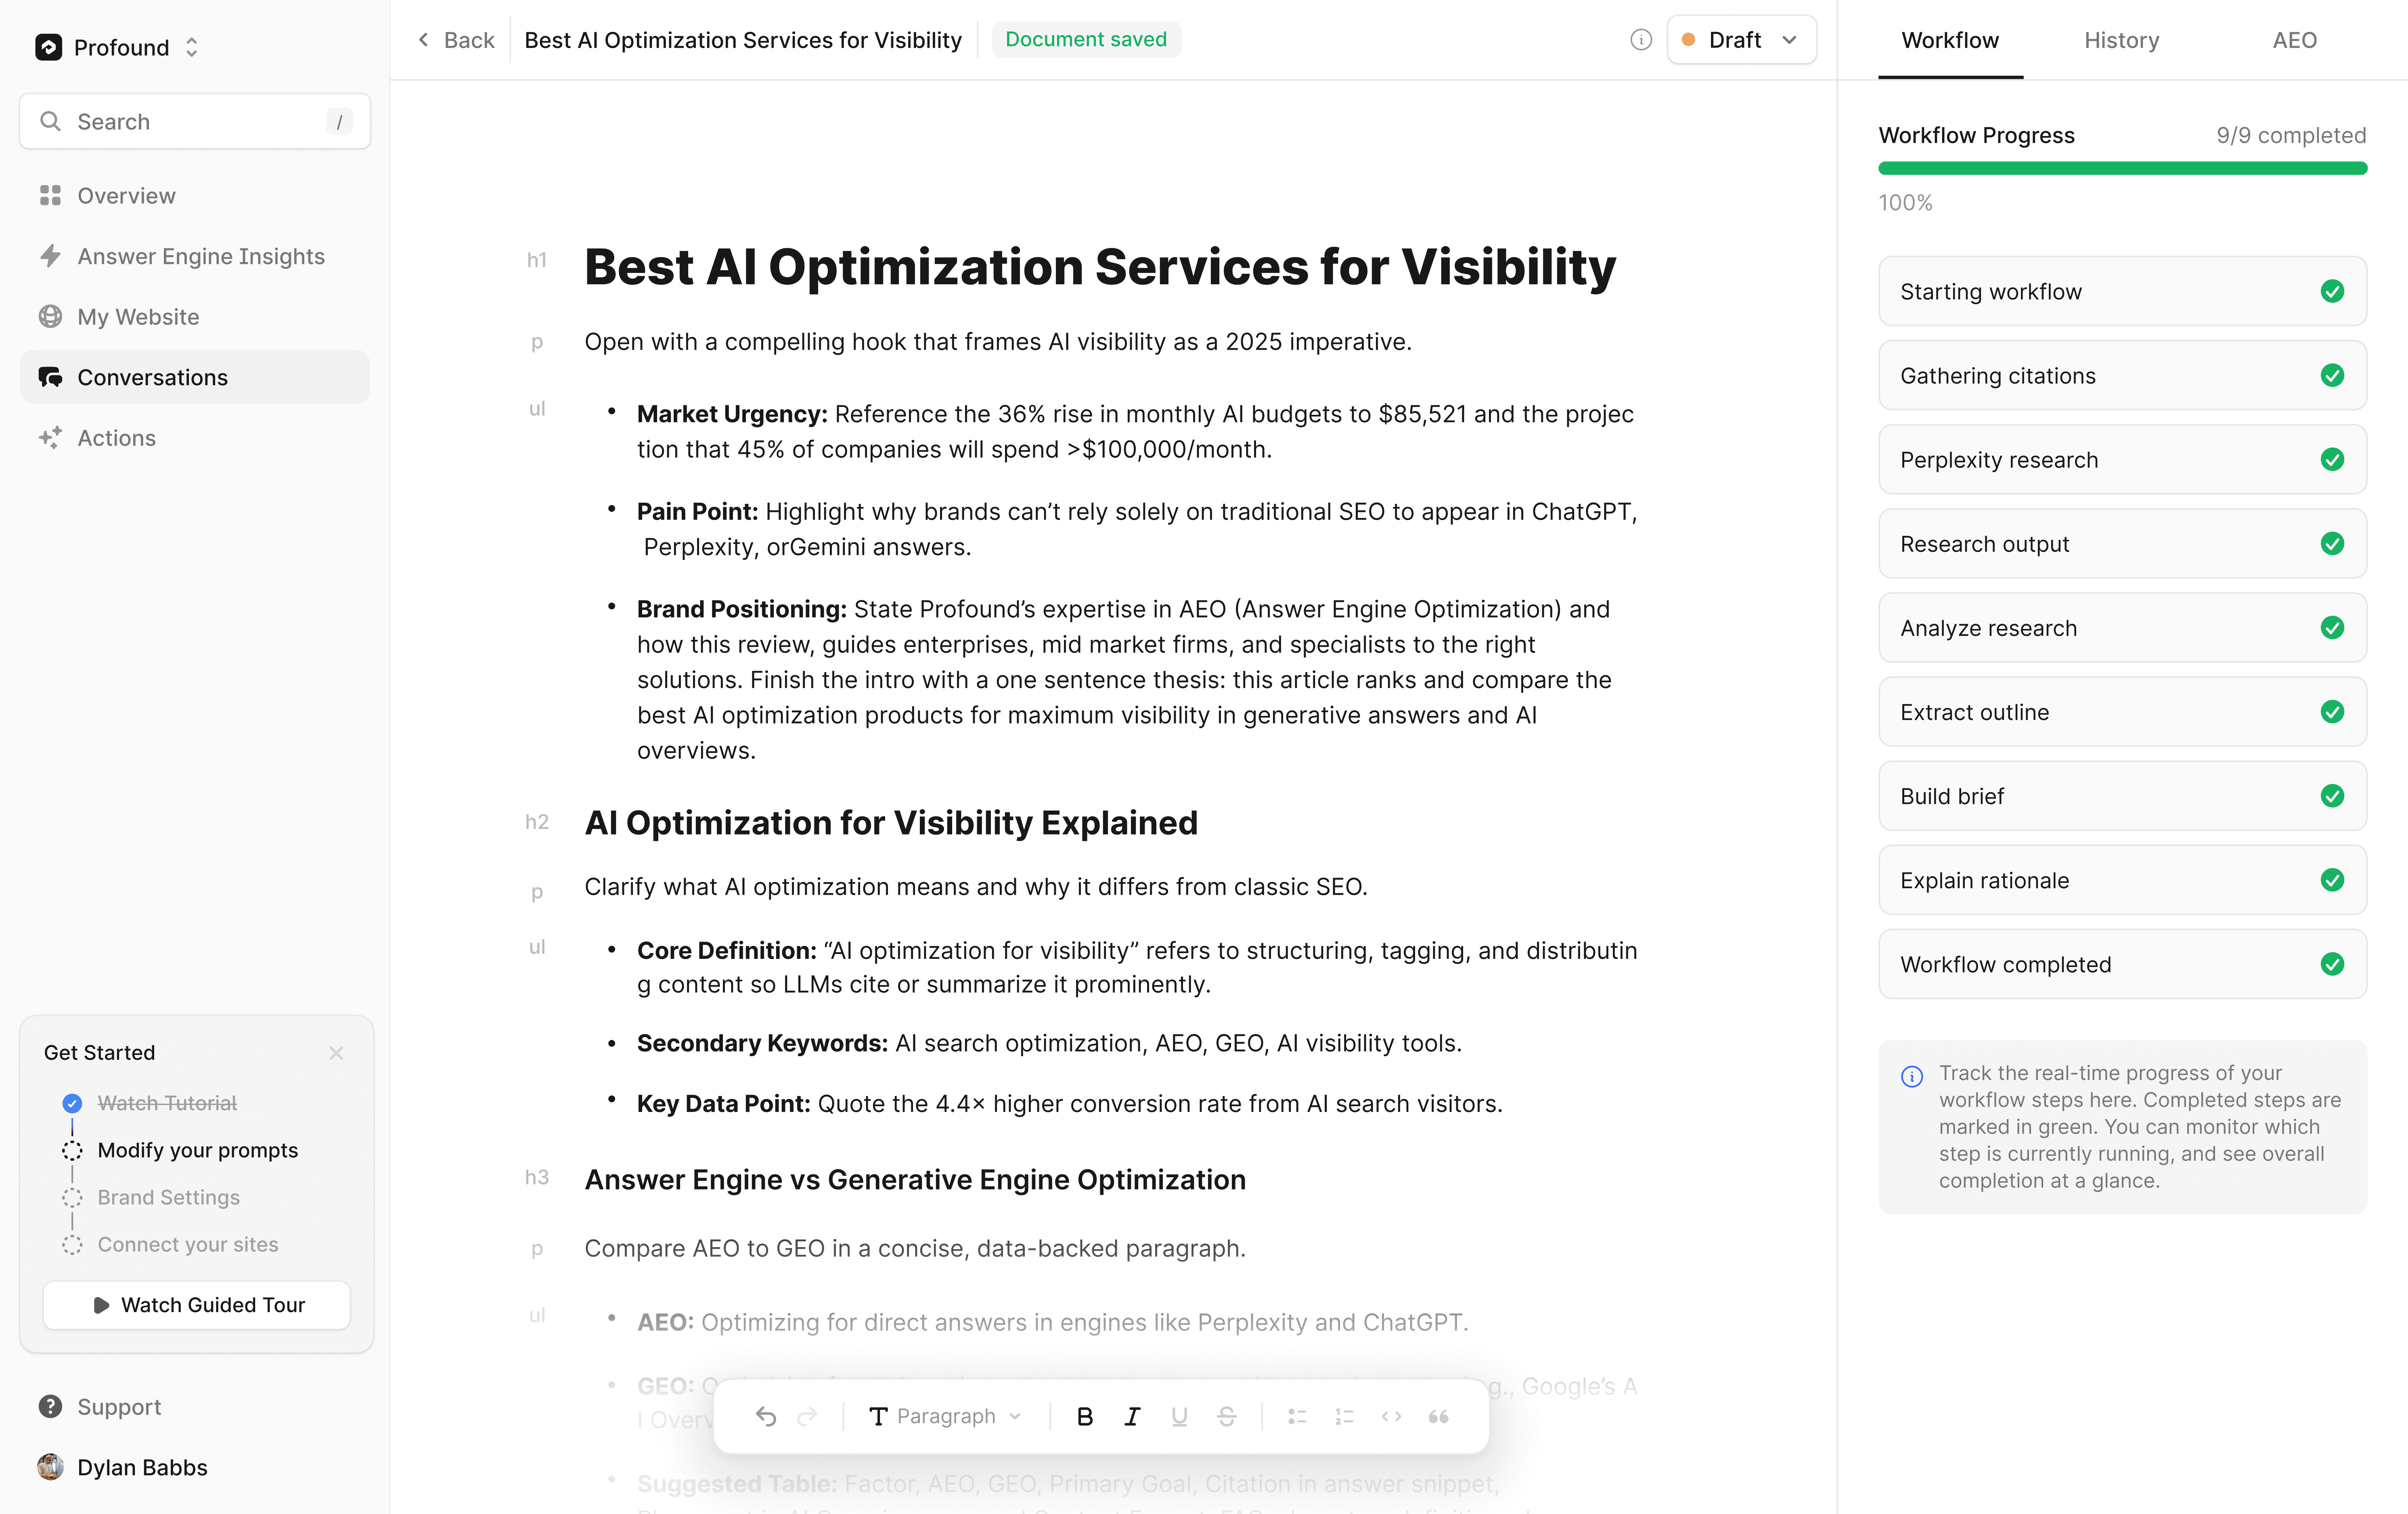 Profound
Search /
Overview
Answer Engine Insights
My Website
Conversations
Actions
Get Started
Watch Tutorial
Modify your prompts
Brand Settings
Connect your sites
Watch Guided Tour
Support
Dylan Babbs
Back
Best AI Optimization Services for Visibility
Document saved
Draft
h1 Best AI Optimization Services for Visibility
p Open with a compelling hook that frames AI visibility as a 2025 imperative.
ul • Market Urgency: Reference the 36% rise in monthly AI budgets to $85,521 and the projec
tion that 45% of companies will spend >$100,000/month.
• Pain Point: Highlight why brands can’t rely solely on traditional SEO to appear in ChatGPT,
Perplexity, orGemini answers.
• Brand Positioning: State Profound’s expertise in AEO (Answer Engine Optimization) and
how this review, guides enterprises, mid market firms, and specialists to the right
solutions. Finish the intro with a one sentence thesis: this article ranks and compare the
best AI optimization products for maximum visibility in generative answers and AI
overviews.
h2 AI Optimization for Visibility Explained
p Clarify what AI optimization means and why it differs from classic SEO.
ul • Core Definition: “AI optimization for visibility” refers to structuring, tagging, and distributin
g content so LLMs cite or summarize it prominently.
• Secondary Keywords: AI search optimization, AEO, GEO, AI visibility tools.
• Key Data Point: Quote the 4.4× higher conversion rate from AI search visitors.
h3 Answer Engine vs Generative Engine Optimization
p Compare AEO to GEO in a concise, data-backed paragraph.
ul • AEO: Optimizing for direct answers in engines like Perplexity and ChatGPT.
• GEO: Google’s A
I Overv
Paragraph
B I U S
• Suggested Table: Factor, AEO, GEO, Primary Goal, Citation in answer snippet,
Workflow
History
AEO
Workflow Progress
9/9 completed
100%
Starting workflow
Gathering citations
Perplexity research
Research output
Analyze research
Extract outline
Build brief
Explain rationale
Workflow completed
Track the real-time progress of your
workflow steps here. Completed steps are
marked in green. You can monitor which
step is currently running, and see overall
completion at a glance.